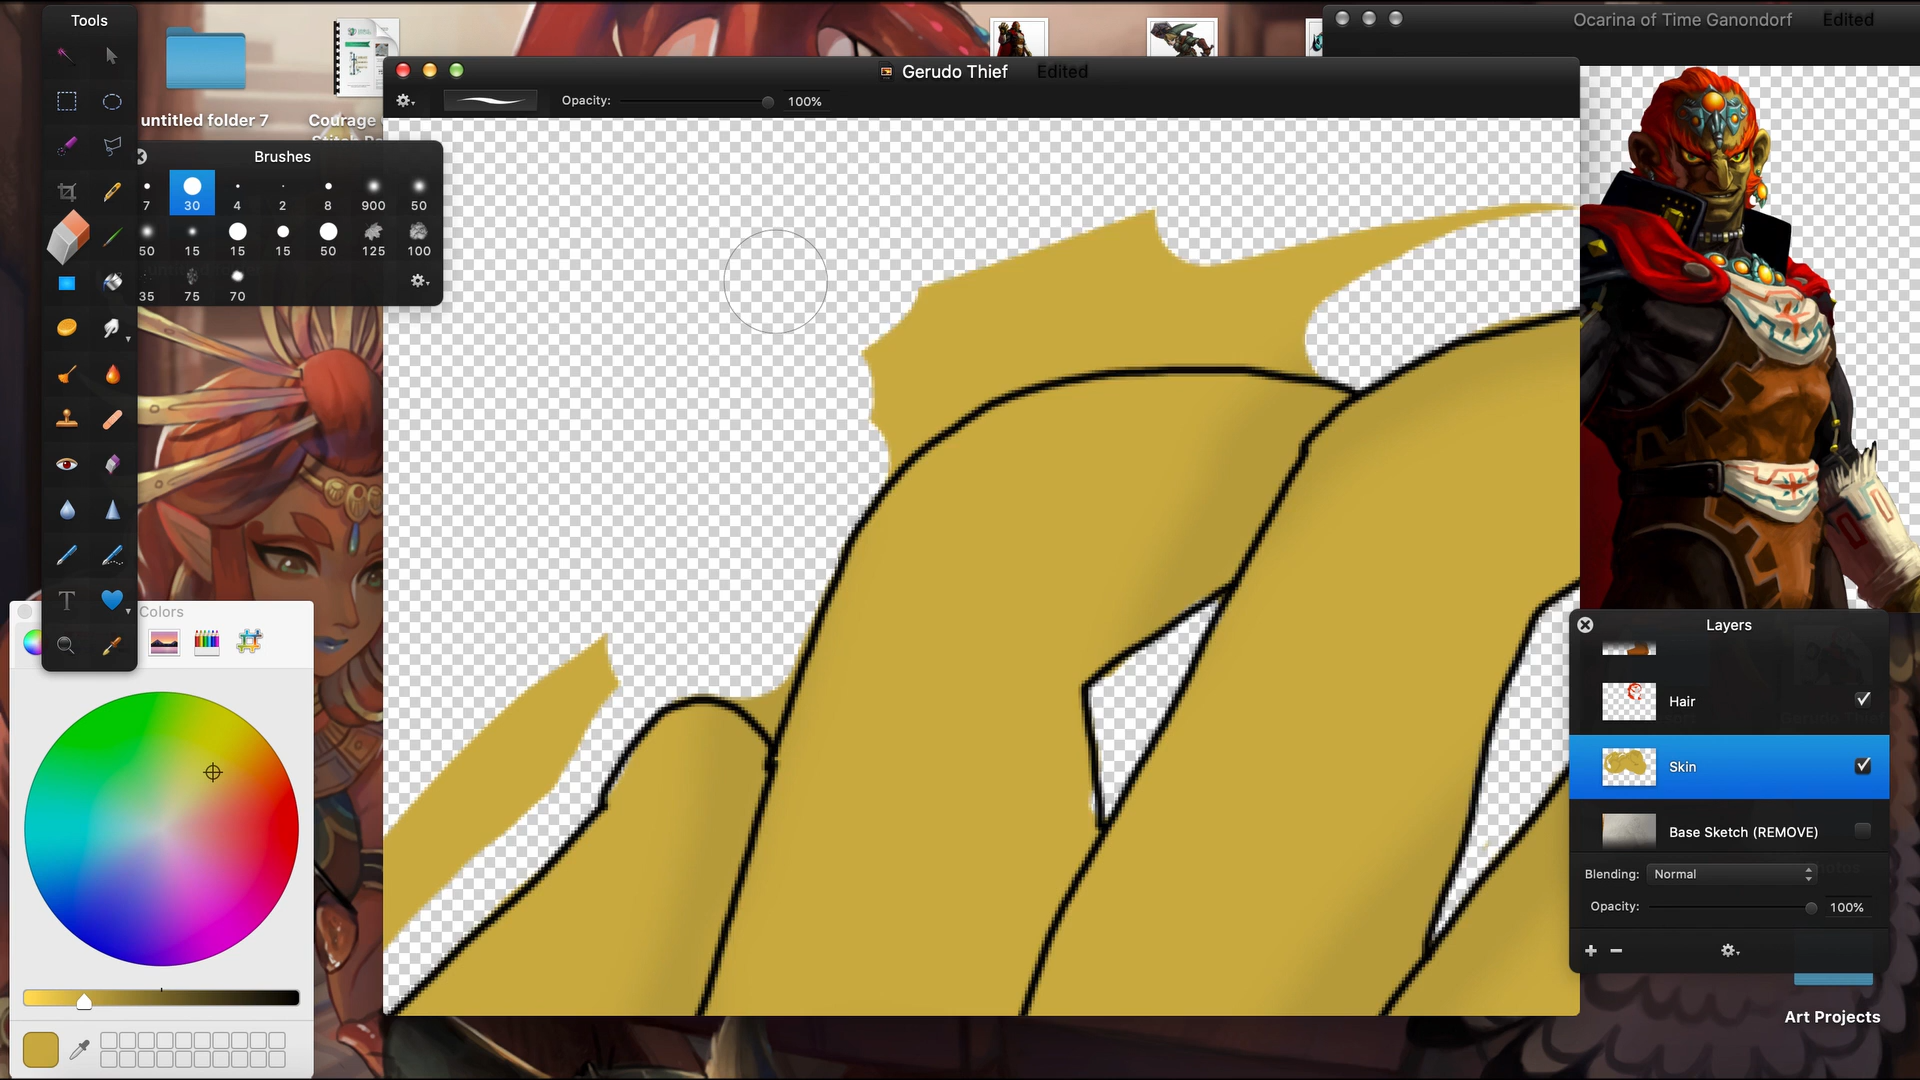 Tools
untitled folder 7
Courage
Gerudo Thief
Edited
Opacity:
100%
Ocarina of Time Ganondorf
Edited
Brushes
7
30
4
2
8
900
50
50
15
15
15
50
125
100
35
75
70
Colors
T
Layers
Hair
Skin
Base Sketch (REMOVE)
Blending:
Normal
Opacity:
100%
Art Projects